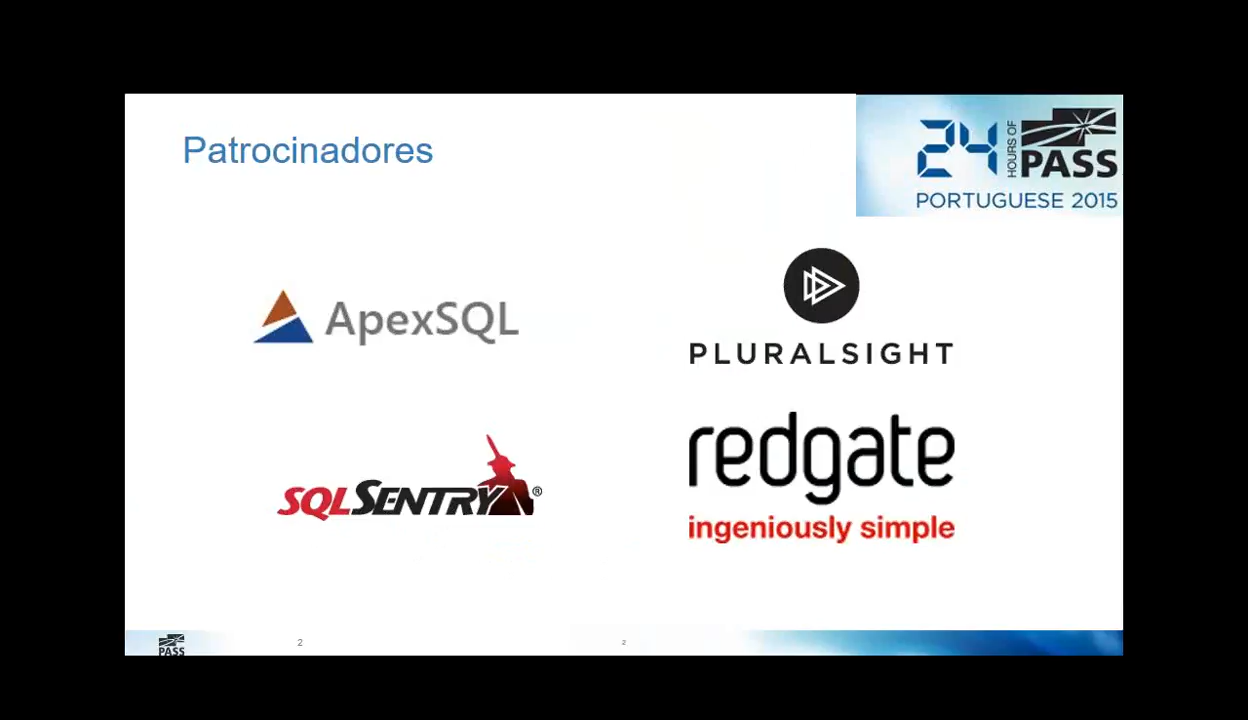 Patrocinadores
24 HOURS OF PASS
PORTUGUESE 2015
ApexSQL
PLURALSIGHT
SQLSENTRY®
redgate
ingeniously simple
PASS
2
2